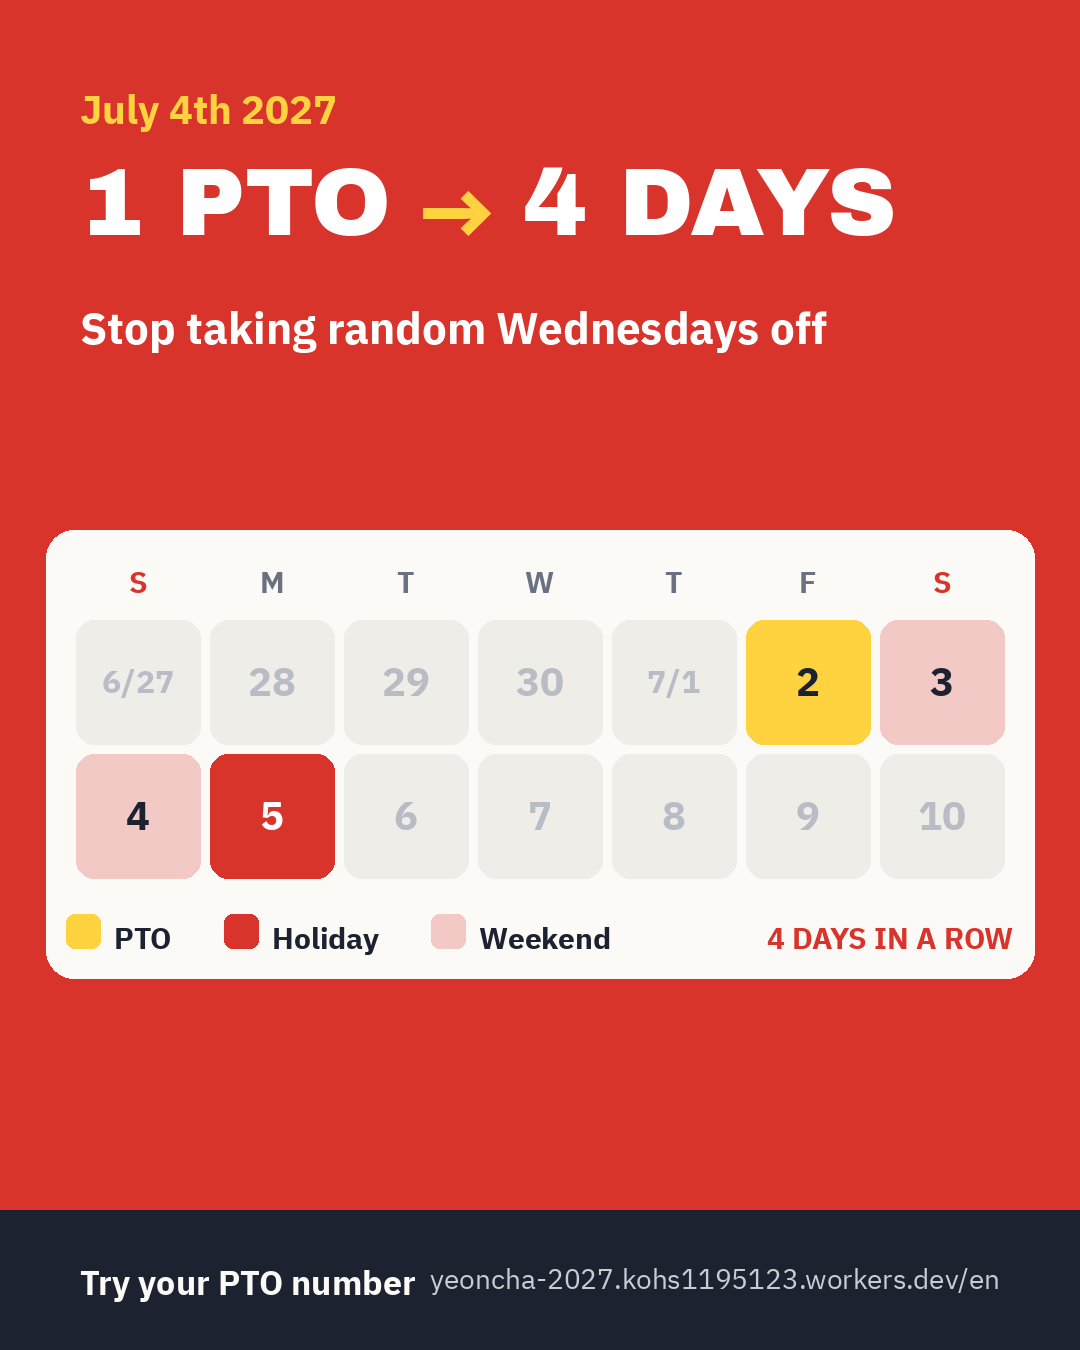 July 4th 2027
1 PTO → 4 DAYS
Stop taking random Wednesdays off
S M T W T F S
6/27 28 29 30 7/1 2 3
4 5 6 7 8 9 10
PTO Holiday Weekend 4 DAYS IN A ROW
Try your PTO number yeoncha-2027.kohs1195123.workers.dev/en